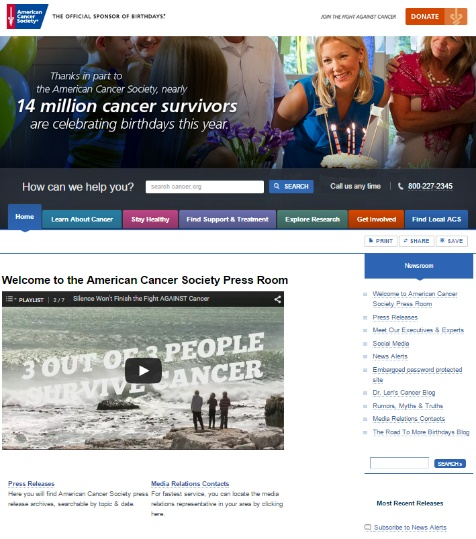 American
Cancer
Society®
THE OFFICIAL SPONSOR OF BIRTHDAYS.®
JOIN THE FIGHT AGAINST CANCER
DONATE
Thanks in part to
the American Cancer Society, nearly
14 million cancer survivors
are celebrating birthdays this year.
How can we help you?
search cancer.org
SEARCH
Call us any time
800-227-2345
Home
Learn About Cancer
Stay Healthy
Find Support & Treatment
Explore Research
Get Involved
Find Local ACS
PRINT
SHARE
SAVE
Newsroom
Welcome to the American Cancer Society Press Room
PLAYLIST
Silence Won't Finish the Fight AGAINST Cancer
3 OUT OF 3 PEOPLE
SURVIVE CANCER
Welcome to American Cancer
Society Press Room
Press Releases
Meet Our Executives & Experts
Social Media
News Alerts
Embargoed password protected
site
Dr. Len's Cancer Blog
Rumors, Myths & Truths
Media Relations Contacts
The Road To More Birthdays Blog
SEARCH
Press Releases
Here you will find American Cancer Society press
release archives, searchable by topic & date.
Media Relations Contacts
For fastest service, you can locate the media
relations representative in your area by clicking
here.
Most Recent Releases
Subscribe to News Alerts